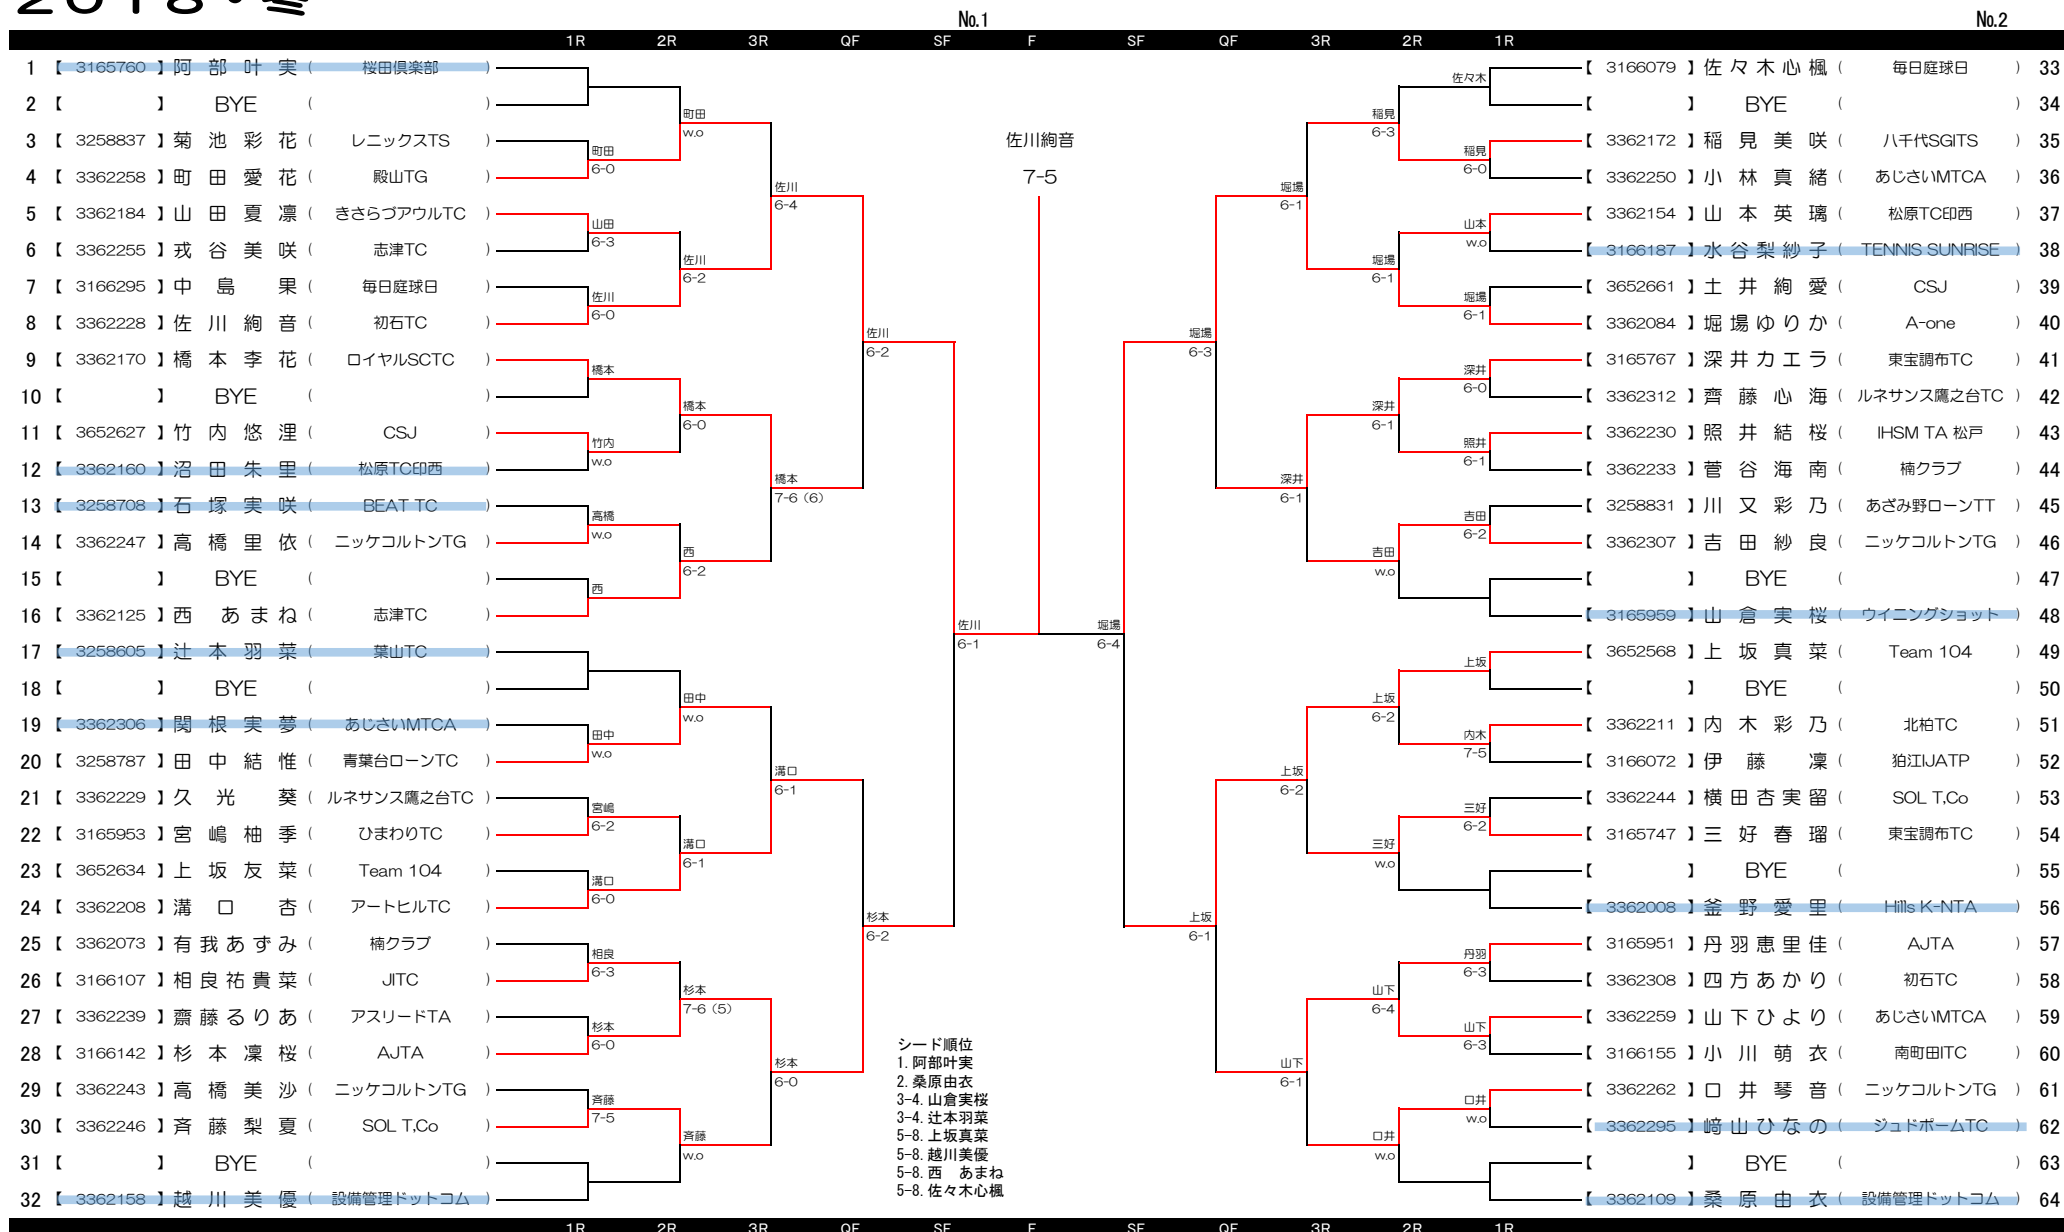 2018・冬
No.1 No.2
1R 2R 3R QF SF F SF QF 3R 2R 1R
1 【 3165760 】 阿部叶実 ( 桜田倶楽部 )
2 【 】 BYE ( )
3 【 3258837 】 菊池彩花 ( レニックスTS )
4 【 3362258 】 町田愛花 ( 殿山TG )
5 【 3362184 】 山田夏凛 ( きさらづアウルTC )
6 【 3362255 】 戎谷美咲 ( 志津TC )
7 【 3166295 】 中島果 ( 毎日庭球日 )
8 【 3362228 】 佐川絢音 ( 初石TC )
9 【 3362170 】 橋本李花 ( ロイヤルSCTC )
10 【 】 BYE ( )
11 【 3652627 】 竹内悠浬 ( CSJ )
12 【 3362160 】 沼田朱里 ( 松原TC印西 )
13 【 3258708 】 石塚実咲 ( BEAT TC )
14 【 3362247 】 高橋里依 ( ニッケコルトンTG )
15 【 】 BYE ( )
16 【 3362125 】 西あまね ( 志津TC )
17 【 3258605 】 辻本羽菜 ( 葉山TC )
18 【 】 BYE ( )
19 【 3362306 】 関根実夢 ( あじさいMTCA )
20 【 3258787 】 田中結惟 ( 青葉台ローンTC )
21 【 3362229 】 久光葵 ( ルネサンス鷹之台TC )
22 【 3165953 】 宮嶋柚季 ( ひまわりTC )
23 【 3652634 】 上坂友菜 ( Team 104 )
24 【 3362208 】 溝口杏 ( アートヒルTC )
25 【 3362073 】 有我あずみ ( 楠クラブ )
26 【 3166107 】 相良祐貴菜 ( JITC )
27 【 3362239 】 齋藤るりあ ( アスリードTA )
28 【 3166142 】 杉本凜桜 ( AJTA )
29 【 3362243 】 高橋美沙 ( ニッケコルトンTG )
30 【 3362246 】 斉藤梨夏 ( SOL T,Co )
31 【 】 BYE ( )
32 【 3362158 】 越川美優 ( 設備管理ドットコム )
町田
6-0
山田
6-3
佐川
6-0
橋本
竹内
w.o
高橋
w.o
西
田中
w.o
宮嶋
6-2
溝口
6-0
相良
6-3
杉本
6-0
斉藤
7-5
町田
w.o
佐川
6-2
橋本
6-0
西
6-2
田中
w.o
溝口
6-1
杉本
7-6 (5)
斉藤
w.o
佐川
6-4
橋本
7-6 (6)
溝口
6-1
杉本
6-0
佐川
6-2
杉本
6-2
佐川
6-1
佐川絢音
7-5
堀場
6-4
堀場
6-3
上坂
6-1
堀場
6-1
深井
6-1
上坂
6-2
山下
6-1
稲見
6-3
堀場
6-1
深井
6-1
吉田
w.o
上坂
6-2
三好
w.o
山下
6-4
口井
w.o
佐々木
稲見
6-0
山本
w.o
堀場
6-1
深井
6-0
照井
6-1
吉田
6-2
上坂
内木
7-5
三好
6-2
丹羽
6-3
山下
6-3
口井
w.o
【 3166079 】 佐々木心楓 ( 毎日庭球日 ) 33
【 】 BYE ( ) 34
【 3362172 】 稲見美咲 ( 八千代SGITS ) 35
【 3362250 】 小林真緒 ( あじさいMTCA ) 36
【 3362154 】 山本英璃 ( 松原TC印西 ) 37
【 3166187 】 水谷梨紗子 ( TENNIS SUNRISE ) 38
【 3652661 】 土井絢愛 ( CSJ ) 39
【 3362084 】 堀場ゆりか ( A-one ) 40
【 3165767 】 深井カエラ ( 東宝調布TC ) 41
【 3362312 】 齊藤心海 ( ルネサンス鷹之台TC ) 42
【 3362230 】 照井結桜 ( IHSM TA 松戸 ) 43
【 3362233 】 菅谷海南 ( 楠クラブ ) 44
【 3258831 】 川又彩乃 ( あざみ野ローンTT ) 45
【 3362307 】 吉田紗良 ( ニッケコルトンTG ) 46
【 】 BYE ( ) 47
【 3165959 】 山倉実桜 ( ウイニングショット ) 48
【 3652568 】 上坂真菜 ( Team 104 ) 49
【 】 BYE ( ) 50
【 3362211 】 内木彩乃 ( 北柏TC ) 51
【 3166072 】 伊藤凜 ( 狛江IJATP ) 52
【 3362244 】 横田杏実留 ( SOL T,Co ) 53
【 3165747 】 三好春瑠 ( 東宝調布TC ) 54
【 】 BYE ( ) 55
【 3362008 】 釜野愛里 ( Hills K-NTA ) 56
【 3165951 】 丹羽恵里佳 ( AJTA ) 57
【 3362308 】 四方あかり ( 初石TC ) 58
【 3362259 】 山下ひより ( あじさいMTCA ) 59
【 3166155 】 小川萌衣 ( 南町田ITC ) 60
【 3362262 】 口井琴音 ( ニッケコルトンTG ) 61
【 3362295 】 﨑山ひなの ( ジュドポームTC ) 62
【 】 BYE ( ) 63
【 3362109 】 桑原由衣 ( 設備管理ドットコム ) 64
シード順位
1. 阿部叶実
2. 桑原由衣
3-4. 山倉実桜
3-4. 辻本羽菜
5-8. 上坂真菜
5-8. 越川美優
5-8. 西 あまね
5-8. 佐々木心楓
1R 2R 3R QF SF F SF QF 3R 2R 1R